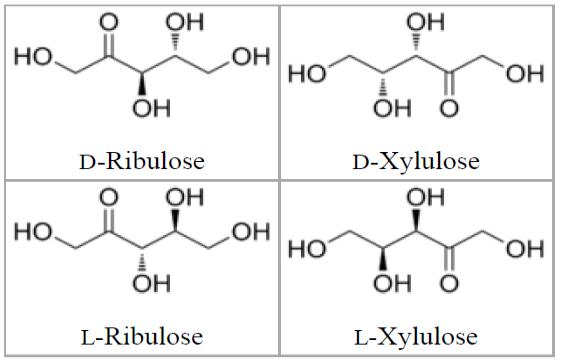 O OH
HO OH
OH
D-Ribulose
OH
HO OH
OH O
D-Xylulose
O OH
HO OH
OH
L-Ribulose
OH
HO OH
OH O
L-Xylulose